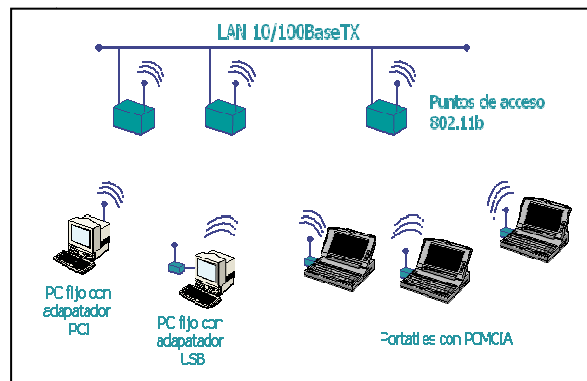 LAN 10/100BaseTX
Puntos de acceso
802.11b
PC fijo con
adapatador
PCI
PC fijo con
adapatador
USB
Portatiles con PCMCIA